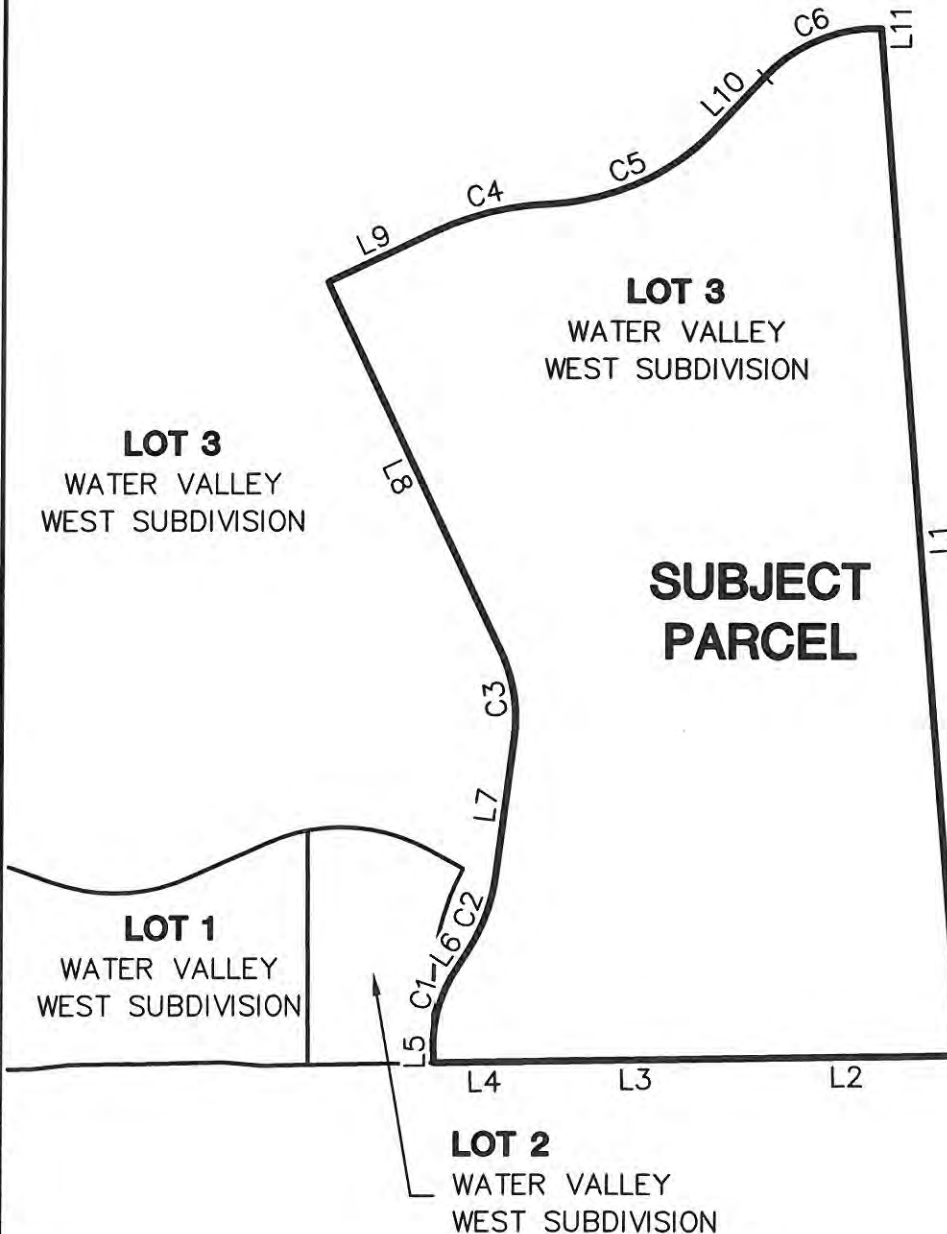 C6
L11
L10
C5
C4
L9
LOT 3
WATER VALLEY
WEST SUBDIVISION
LOT 3
WATER VALLEY
WEST SUBDIVISION
L8
L1
SUBJECT
PARCEL
C3
L7
C2
L6
C1
LOT 1
WATER VALLEY
WEST SUBDIVISION
L5
L4
L3
L2
LOT 2
WATER VALLEY
WEST SUBDIVISION